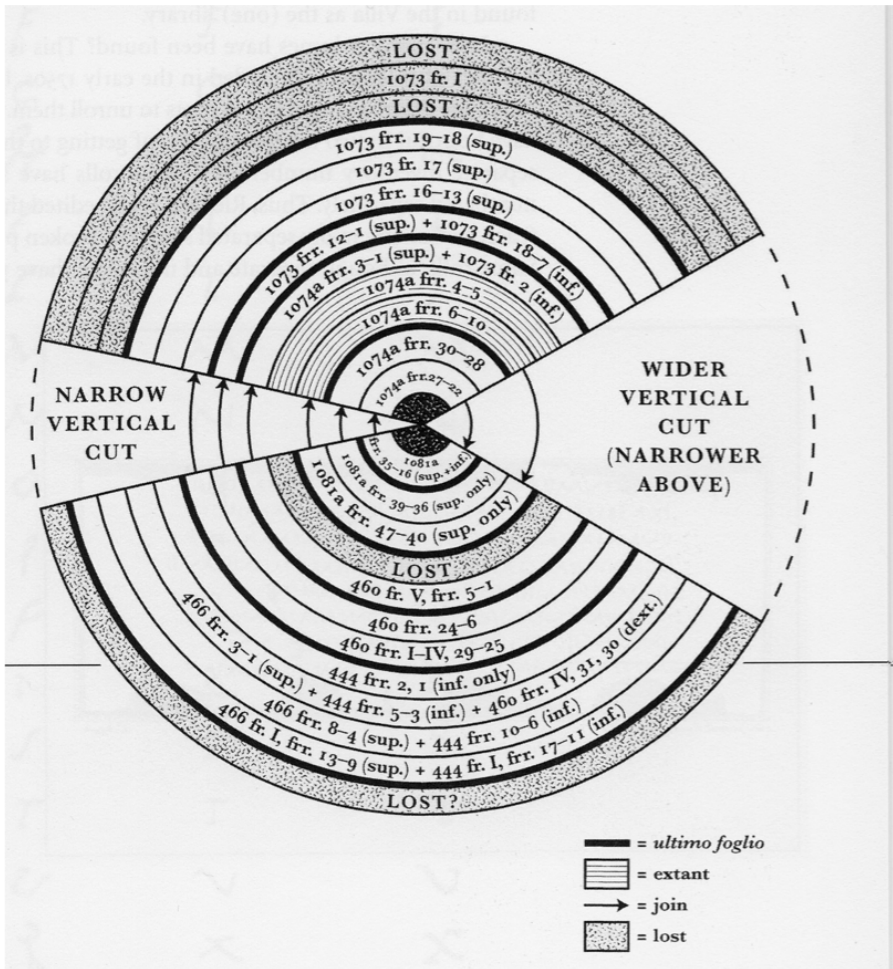 LOST
1073 fr. I
LOST
1073 frr. 19–18 (sup.)
1073 fr. 17 (sup.)
1073 frr. 16–13 (sup.)
1073 frr. 12–1 (sup.) + 1073 frr. 18–7 (inf.)
1074a frr. 3–1 (sup.) + 1073 fr. 2 (inf.)
1074a frr. 4–5
1074a frr. 6–10
1074a frr. 30–28
1074a frr. 27–22
NARROW
VERTICAL
CUT
WIDER
VERTICAL
CUT
(NARROWER
ABOVE)
1081a
frr. 35–16 (sup.+inf.)
1081a frr. 39–36 (sup. only)
1081a frr. 47–40 (sup. only)
LOST
460 fr. V, frr. 5–1
460 frr. 24–6
460 frr. I–IV, 29–25
444 frr. 2, 1 (inf. only)
466 frr. 3–1 (sup.) + 444 frr. 5–3 (inf.) + 460 frr. IV, 31, 30 (dext.)
466 frr. 8–4 (sup.) + 444 frr. 10–6 (inf.)
466 fr. I, frr. 13–9 (sup.) + 444 fr. I, frr. 17–11 (inf.)
LOST?
= ultimo foglio
= extant
= join
= lost